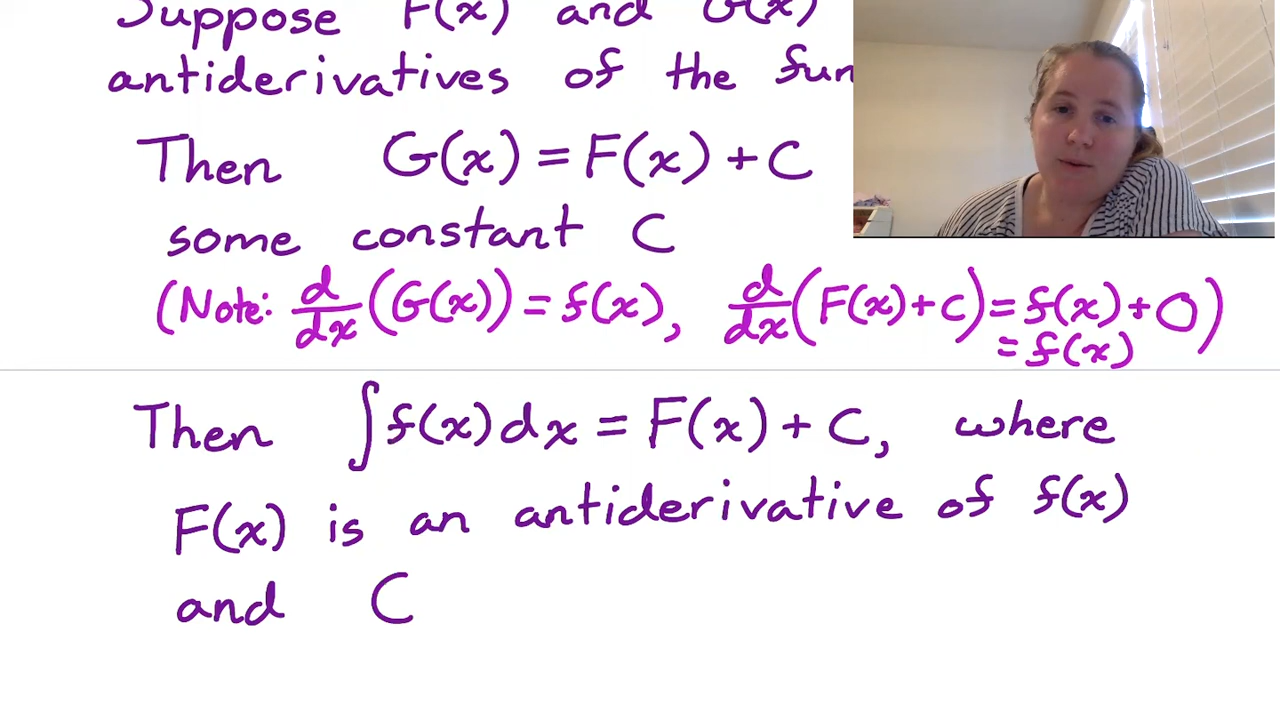 Suppose F(x) and G(x)
antiderivatives of the fun
Then G(x) = F(x) + C
some constant C
(Note: d/dx (G(x)) = f(x), d/dx (F(x) + C) = f(x) + 0)
= f(x)
Then ∫ f(x) dx = F(x) + C, where
F(x) is an antiderivative of f(x)
and C